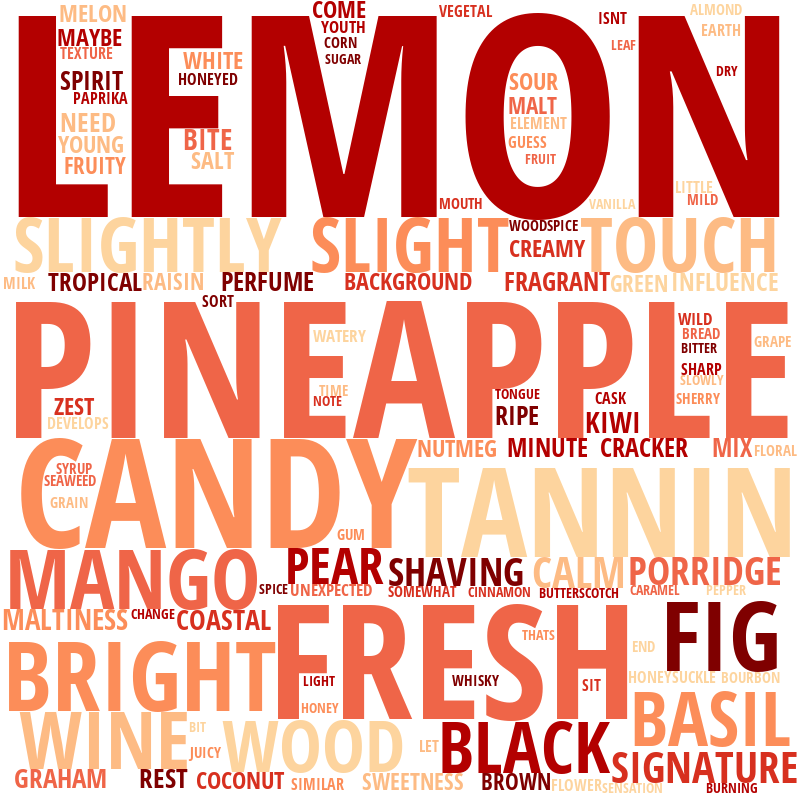 MELON
COME
VEGETAL
ISNT
ALMOND
MAYBE
YOUTH
EARTH
TEXTURE
CORN
LEAF
WHITE
SUGAR
LEMON
SPIRIT
HONEYED
DRY
PAPRIKA
SOUR
MALT
NEED
ELEMENT
YOUNG
BITE
GUESS
FRUITY
SALT
FRUIT
LITTLE
MOUTH
VANILLA
MILD
SLIGHTLY
SLIGHT
WOODSPICE
TOUCH
CREAMY
MILK
TROPICAL
RAISIN
PERFUME
BACKGROUND
FRAGRANT
GREEN
INFLUENCE
SORT
PINEAPPLE
WATERY
WILD
BREAD
GRAPE
BITTER
SHARP
SLOWLY
TIME
NOTE
TONGUE
CASK
SHERRY
ZEST
RIPE
KIWI
DEVELOPS
CANDY
NUTMEG
MINUTE
CRACKER
MIX
FLORAL
SYRUP
SEAWEED
TANNIN
GRAIN
GUM
MANGO
PEAR
SHAVING
CALM
PORRIDGE
SPICE
UNEXPECTED
SOMEWHAT
CINNAMON
BUTTERSCOTCH
CARAMEL
PEPPER
MALTINESS
CHANGE
COASTAL
FRESH
FIG
THATS
END
BRIGHT
LIGHT
WHISKY
SIT
HONEYSUCKLE
BOURBON
HONEY
BASIL
WINE
BIT
WOOD
LET
BLACK
JUICY
SIGNATURE
GRAHAM
REST
COCONUT
SIMILAR
SWEETNESS
BROWN
FLOWER
SENSATION
BURNING